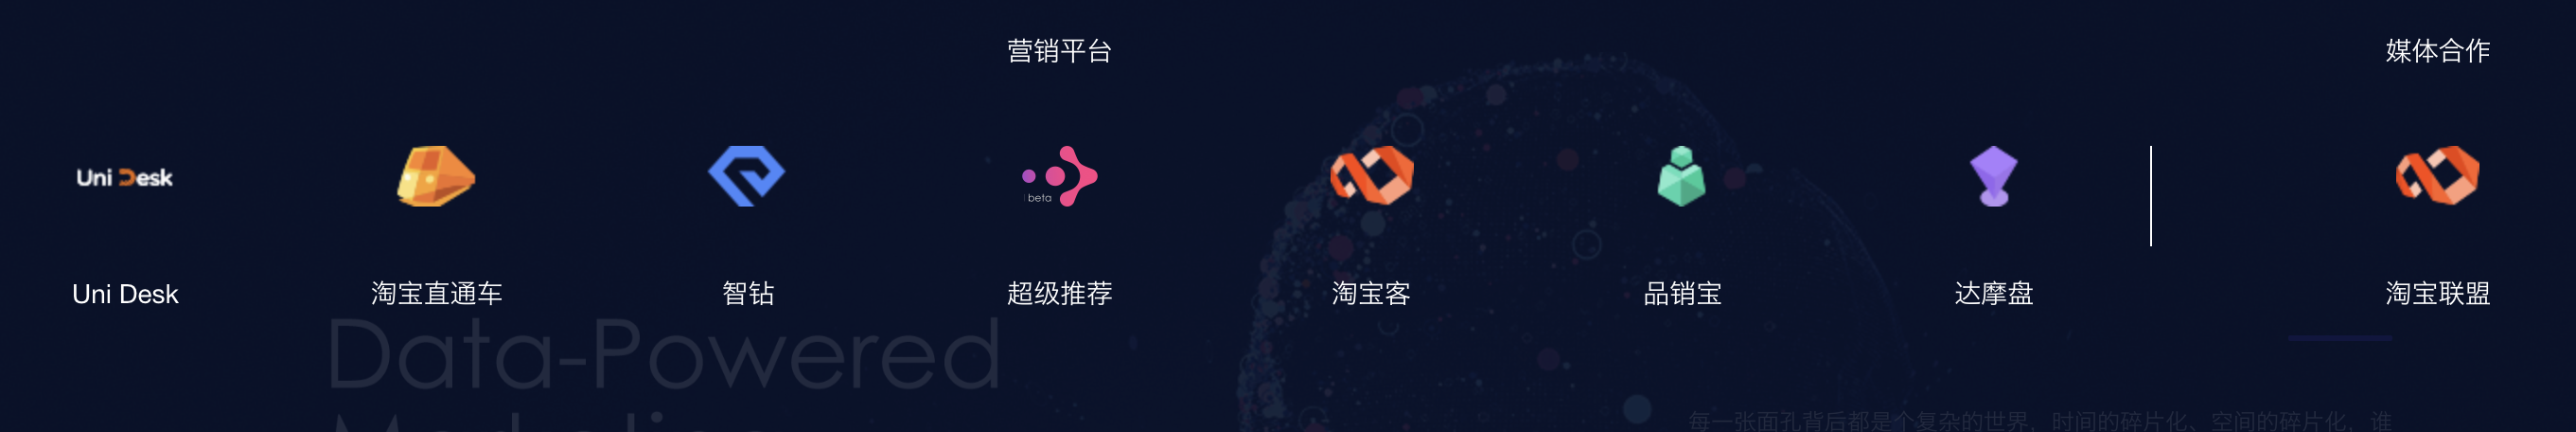 营销平台
媒体合作
Uni Desk
beta
Uni Desk
淘宝直通车
智钻
超级推荐
淘宝客
品销宝
达摩盘
淘宝联盟
Data-Powered
Marketing
每一张面孔背后都是个复杂的世界，时间的碎片化、空间的碎片化，谁